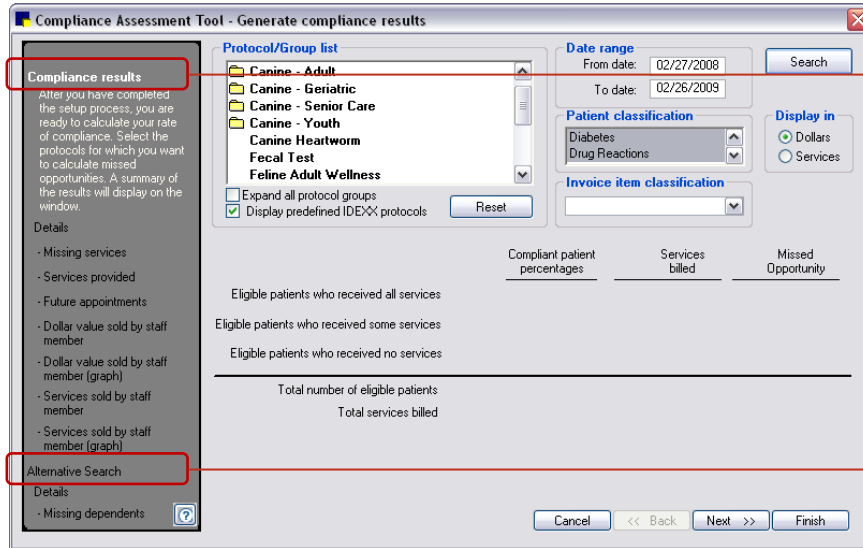 Compliance Assessment Tool - Generate compliance results
Compliance results
After you have completed
the setup process, you are
ready to calculate your rate
of compliance. Select the
protocols for which you want
to calculate missed
opportunities. A summary of
the results will display on the
window.
Details
- Missing services
- Services provided
- Future appointments
- Dollar value sold by staff
member
- Dollar value sold by staff
member (graph)
- Services sold by staff
member
- Services sold by staff
member (graph)
Alternative Search
Details
- Missing dependents
?
Protocol/Group list
Canine - Adult
Canine - Geriatric
Canine - Senior Care
Canine - Youth
Canine Heartworm
Fecal Test
Feline Adult Wellness
Expand all protocol groups
Display predefined IDEXX protocols
Reset
Date range
From date: 02/27/2008
To date: 02/26/2009
Search
Patient classification
Diabetes
Drug Reactions
Display in
Dollars
Services
Invoice item classification
Compliant patient
percentages
Services
billed
Missed
Opportunity
Eligible patients who received all services
Eligible patients who received some services
Eligible patients who received no services
Total number of eligible patients
Total services billed
Cancel
<< Back
Next >>
Finish